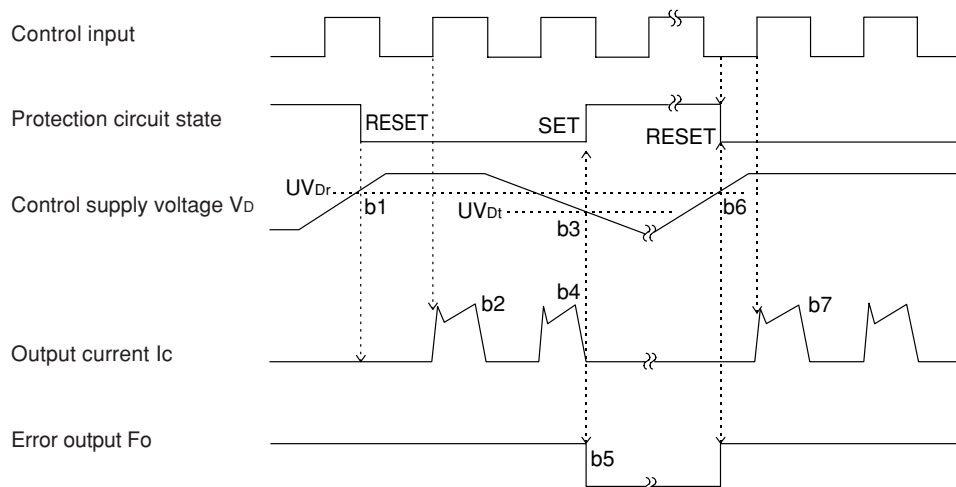 Control input
Protection circuit state
RESET
SET
RESET
Control supply voltage VD
UVDr
b1
UVDt
b3
b6
b2
b4
b7
Output current Ic
Error output Fo
b5